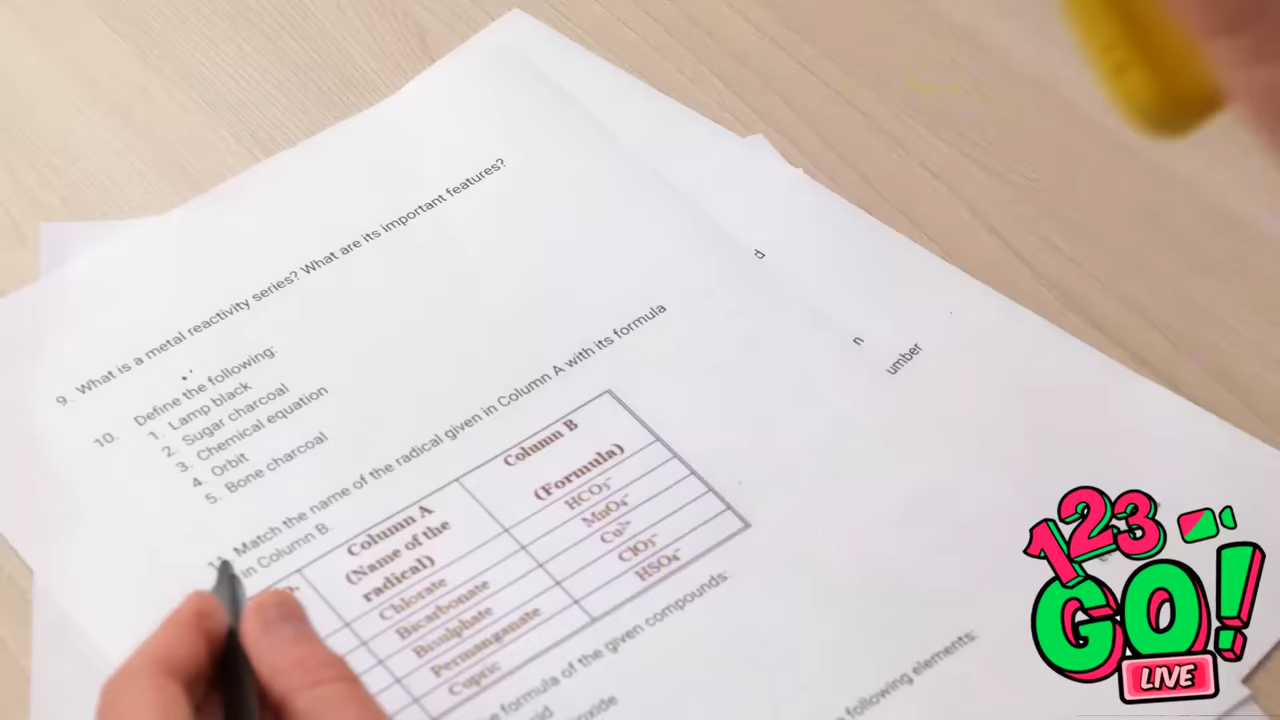 9. What is a metal reactivity series? What are its important features?
10. Define the following:
1. Lamp black
2. Sugar charcoal
3. Chemical equation
4. Orbit
5. Bone charcoal
Match the name of the radical given in Column A with its formula
in Column B.
Column A
(Name of the
radical)
Column B
(Formula)
Chlorate
HCO₃⁻
Bicarbonate
MnO₄⁻
Bisulphate
Cu²⁺
Permanganate
ClO₃⁻
Cupric
HSO₄⁻
formula of the given compounds:
following elements:
d
n
umber
123
GO!
LIVE